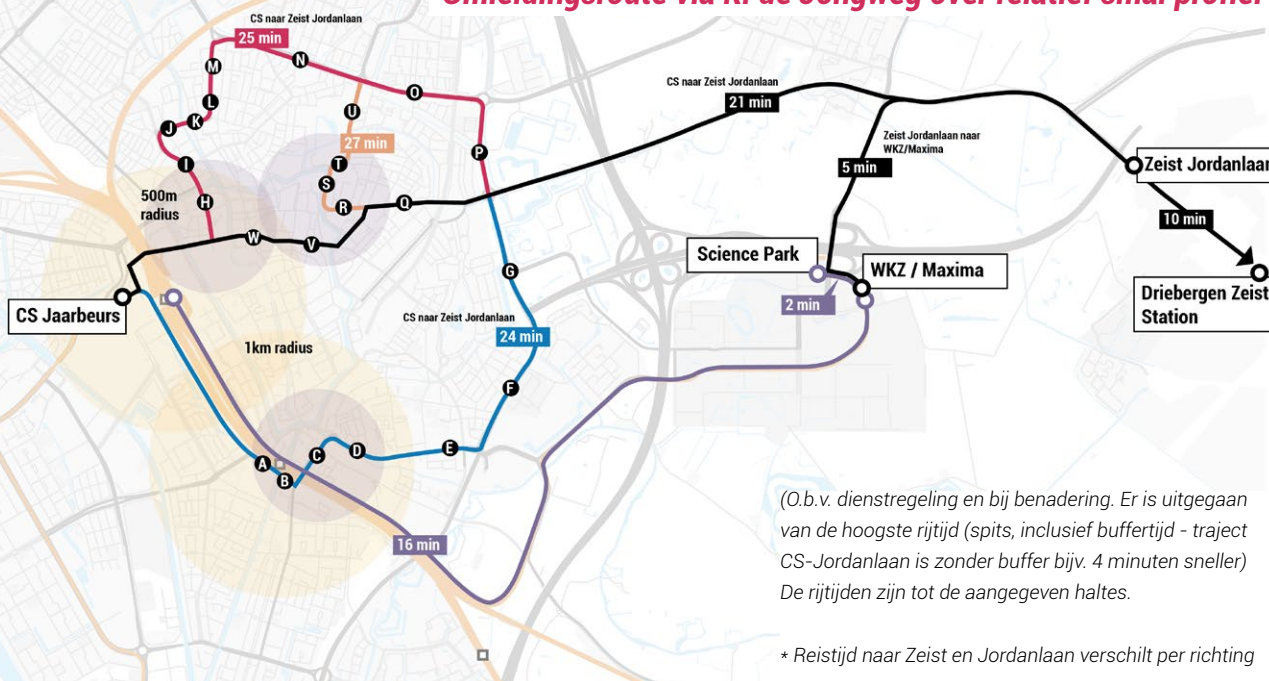 CS naar Zeist Jordanlaan
25 min
M
N
L
K
J
O
U
27 min
I
T
S
P
H
R
Q
500m
radius
W
V
CS naar Zeist Jordanlaan
21 min
Zeist Jordanlaan naar
WKZ/Maxima
5 min
Zeist Jordanlaan
10 min
Science Park
WKZ / Maxima
2 min
Driebergen Zeist
Station
CS Jaarbeurs
G
CS naar Zeist Jordanlaan
24 min
1km radius
F
E
D
C
A
B
16 min
(O.b.v. dienstregeling en bij benadering. Er is uitgegaan
van de hoogste rijtijd (spits, inclusief buffertijd - traject
CS-Jordanlaan is zonder buffer bijv. 4 minuten sneller)
De rijtijden zijn tot de aangegeven haltes.
* Reistijd naar Zeist en Jordanlaan verschilt per richting